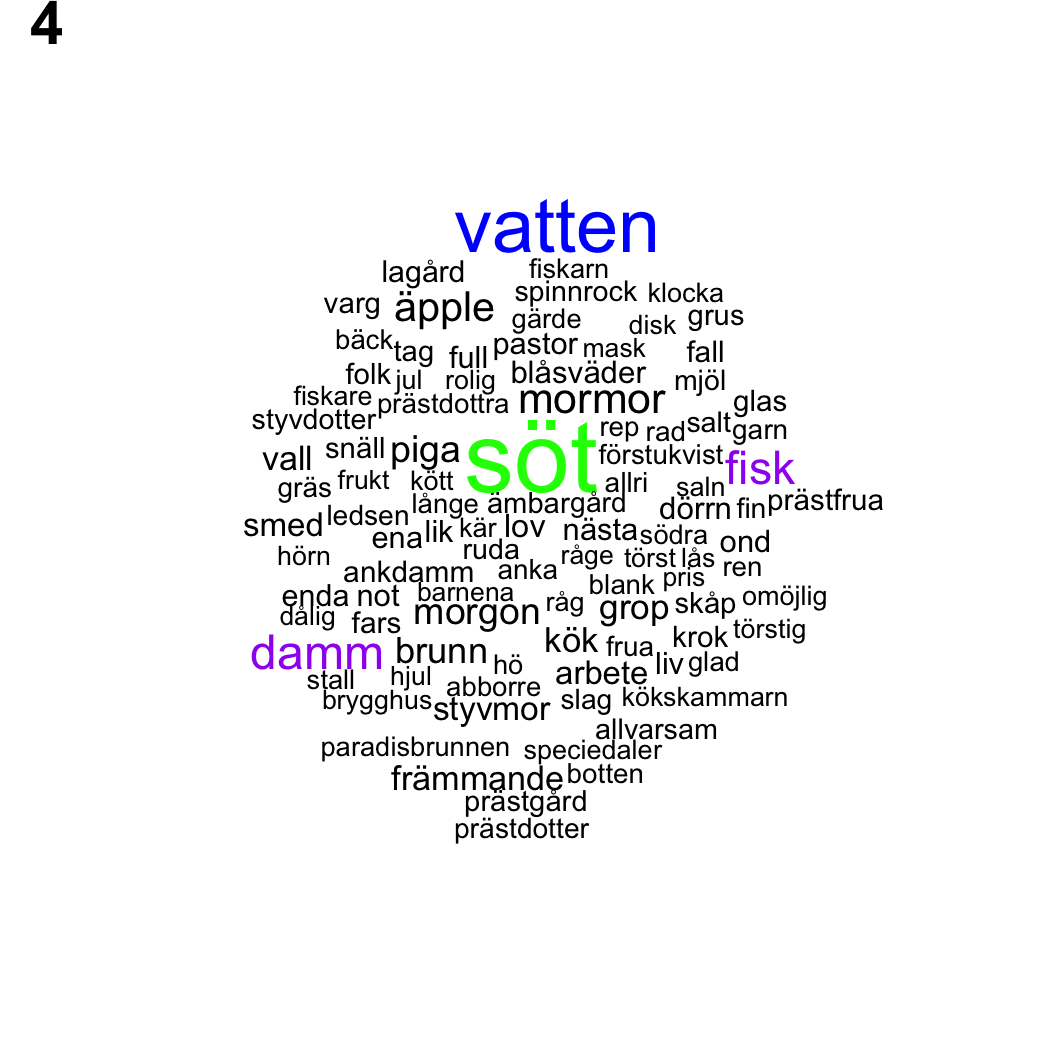 4
vatten
lagård fiskarn
varg äpple spinnrock klocka
gärde disk grus
bäck tag full pastor mask fall
folk jul rolig blåsväder mjöl
fiskare prästdottra mormor glas
styvdotter söt rep rad salt garn
vall snäll piga förstukvist fisk
gräs frukt kött allri saln
långe ämbargård dörrn fin prästfrua
smed ledsen ena lik kär lov nästa södra ond
hörn ruda råge törst lås ren
ankdamm anka blank pris
enda not barnena råg grop skåp omöjlig
dålig fars morgon
damm brunn kök frua krok törstig
stall hjul hö arbete liv glad
brygghus abborre slag kökskammarn
styvmor
allvarsam
paradisbrunnen speciedaler
främmande botten
prästgård
prästdotter